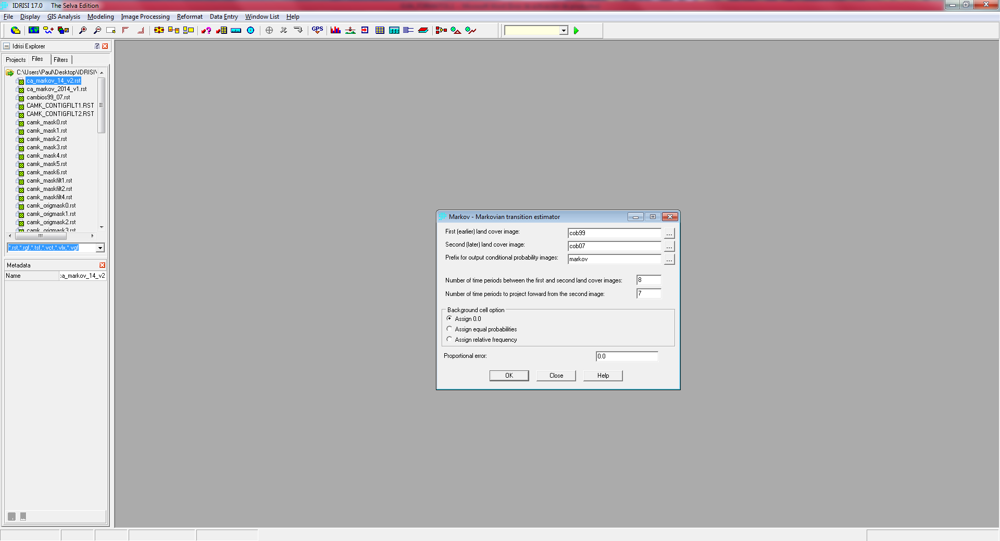 IDRISI 17.0 The Selva Edition
File Display GIS Analysis Modeling Image Processing Reformat Data Entry Window List Help
GPS
Idrisi Explorer
Projects Files Filters
C:\Users\Paul\Desktop\IDRISI\
ca_markov_14_v2.rst
ca_markov_2014_v1.rst
cambios99_07.rst
CAMK_CONTIGFILT1.RST
CAMK_CONTIGFILT2.RST
camk_mask0.rst
camk_mask1.rst
camk_mask2.rst
camk_mask3.rst
camk_mask4.rst
camk_mask5.rst
camk_mask6.rst
camk_maskfilt1.rst
camk_maskfilt2.rst
camk_maskfilt4.rst
camk_origmask0.rst
camk_origmask1.rst
camk_origmask2.rst
camk_origmask3.rst
*.rst,*.rgf,*.tsf,*.vct,*.vlx,*.vgf
Metadata
Name ca_markov_14_v2
Markov - Markovian transition estimator
First (earlier) land cover image: cob99 ...
Second (later) land cover image: cob07 ...
Prefix for output conditional probability images: markov ...
Number of time periods between the first and second land cover images: 8
Number of time periods to project forward from the second image: 7
Background cell option
Assign 0.0
Assign equal probabilities
Assign relative frequency
Proportional error: 0.0
OK Close Help